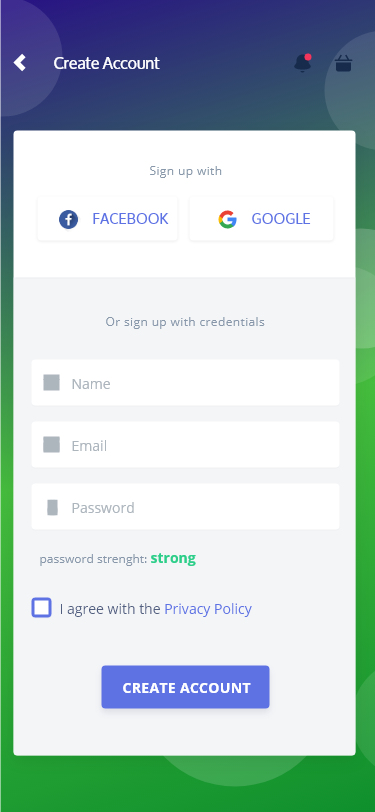 Create Account
Sign up with
FACEBOOK GOOGLE
Or sign up with credentials
Name
Email
Password
password strenght: strong
I agree with the Privacy Policy
CREATE ACCOUNT